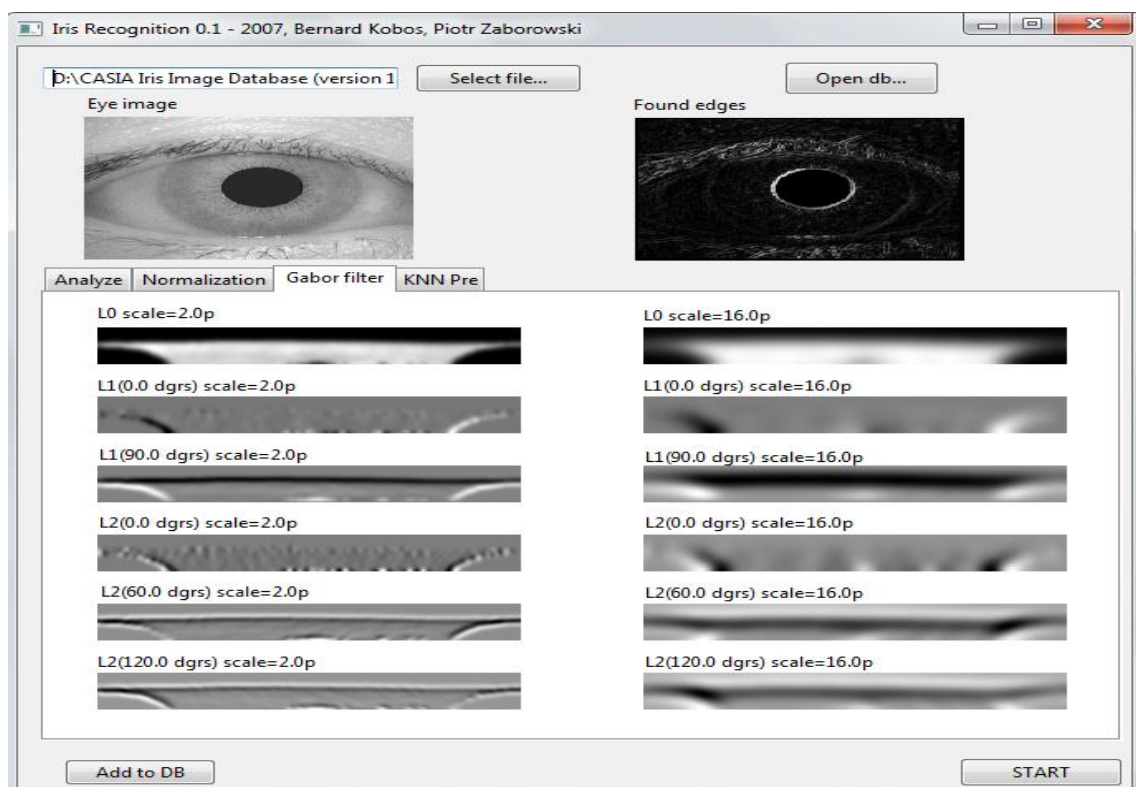 Iris Recognition 0.1 - 2007, Bernard Kobos, Piotr Zaborowski
D:\CASIA Iris Image Database (version 1
Select file...
Open db...
Eye image
Found edges
Analyze
Normalization
Gabor filter
KNN Pre
L0 scale=2.0p
L0 scale=16.0p
L1(0.0 dgrs) scale=2.0p
L1(0.0 dgrs) scale=16.0p
L1(90.0 dgrs) scale=2.0p
L1(90.0 dgrs) scale=16.0p
L2(0.0 dgrs) scale=2.0p
L2(0.0 dgrs) scale=16.0p
L2(60.0 dgrs) scale=2.0p
L2(60.0 dgrs) scale=16.0p
L2(120.0 dgrs) scale=2.0p
L2(120.0 dgrs) scale=16.0p
Add to DB
START